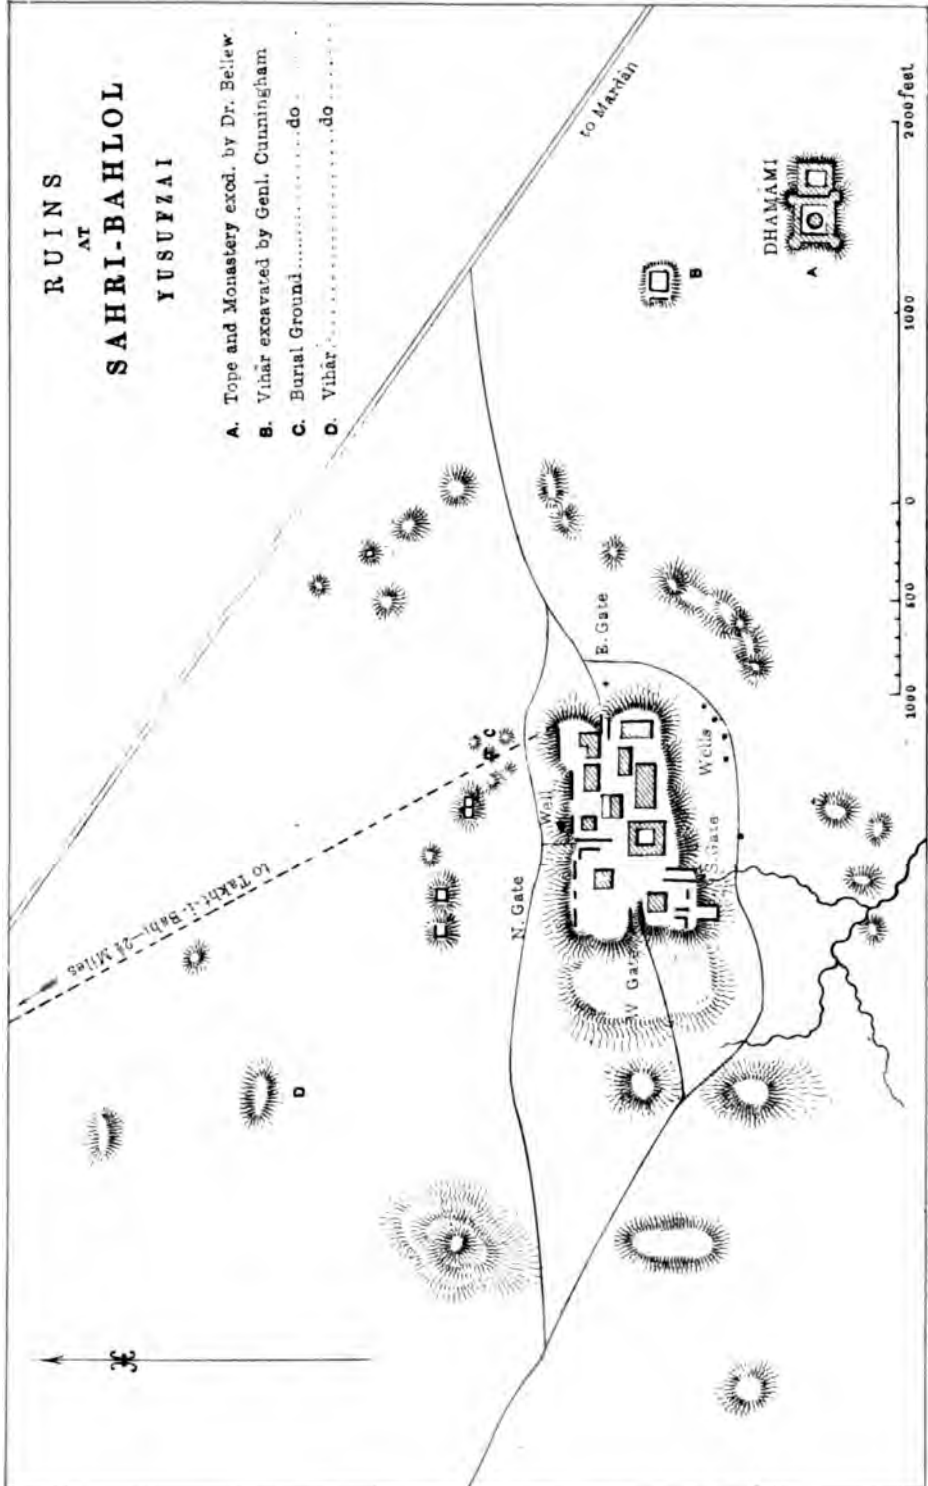 RUINS
AT
SAHRI-BAHLOL
YUSUFZAI
A. Tope and Monastery excd. by Dr. Bellew.
B. Vihār excavated by Genl. Cunningham
C. Burial Ground..............do
D. Vihār...............do
to Mardān
to Takht-i-Bahi—2¼ Miles
D
C
N. Gate
Well
E. Gate
W Gate
S. Gate
Wells
B
DHAMAMI
A
1000 500 0 1000 2000 feet